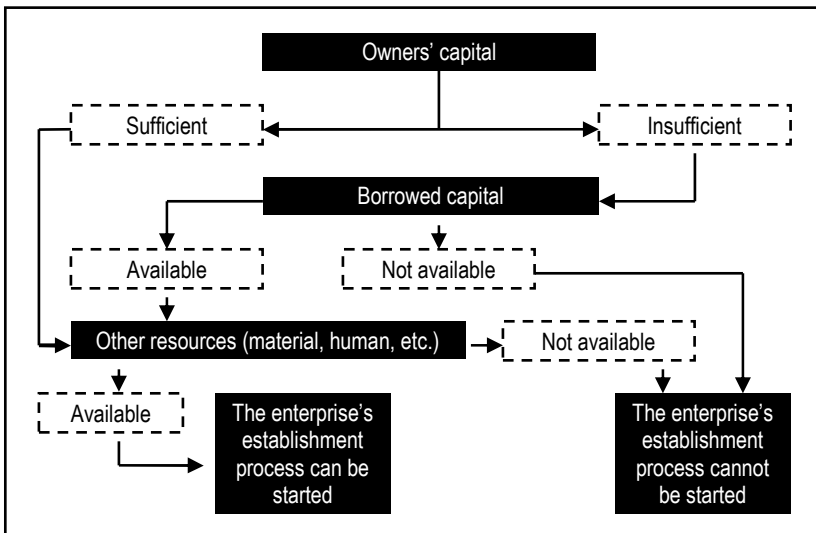 Owners’ capital
Sufficient
Insufficient
Borrowed capital
Available
Not available
Other resources (material, human, etc.)
Not available
Available
The enterprise’s
establishment
process can be
started
The enterprise’s
establishment
process cannot
be started